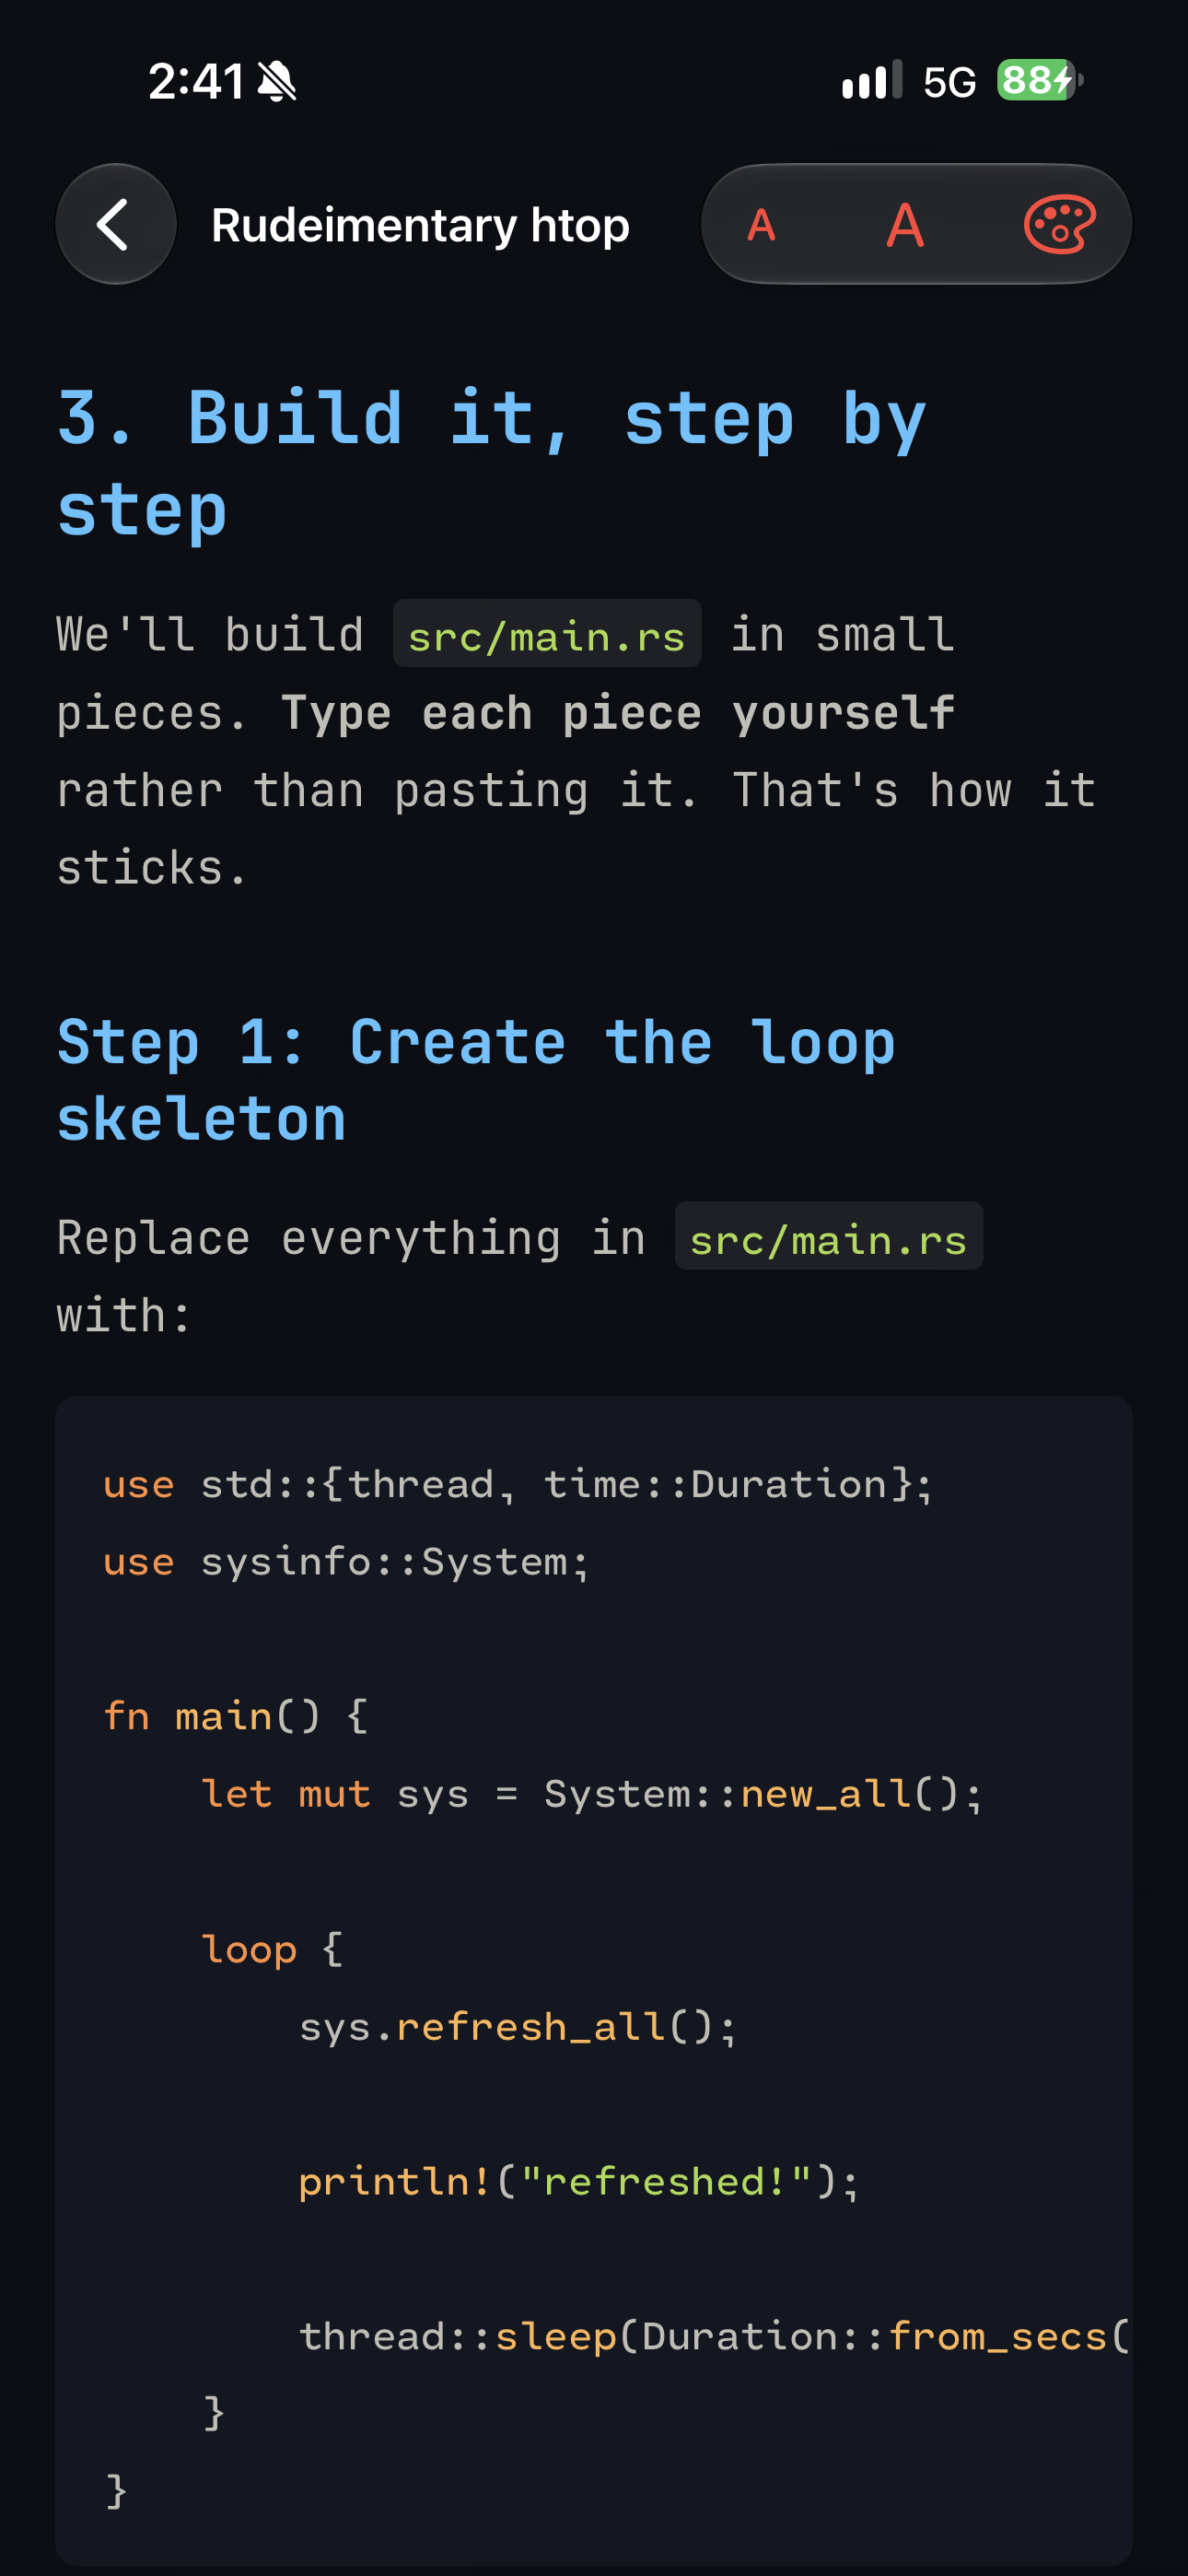 2:41
5G
88
Rudeimentary htop
A A
3. Build it, step by
step
We'll build src/main.rs in small
pieces. Type each piece yourself
rather than pasting it. That's how it
sticks.
Step 1: Create the loop
skeleton
Replace everything in src/main.rs
with:
use std::{thread, time::Duration};
use sysinfo::System;
fn main() {
    let mut sys = System::new_all();
    loop {
        sys.refresh_all();
        println!("refreshed!");
        thread::sleep(Duration::from_secs(
    }
}